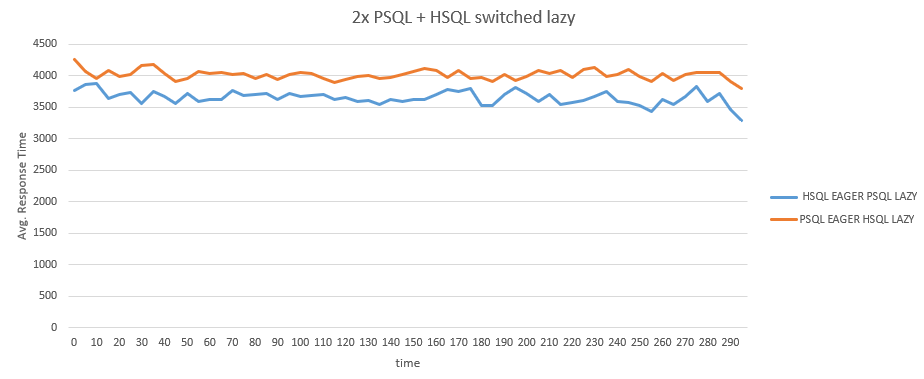 2x PSQL + HSQL switched lazy
4500
4000
3500
3000
2500
2000
1500
1000
500
0
Avg. Response Time
0 10 20 30 40 50 60 70 80 90 100 110 120 130 140 150 160 170 180 190 200 210 220 230 240 250 260 270 280 290
time
HSQL EAGER PSQL LAZY
PSQL EAGER HSQL LAZY